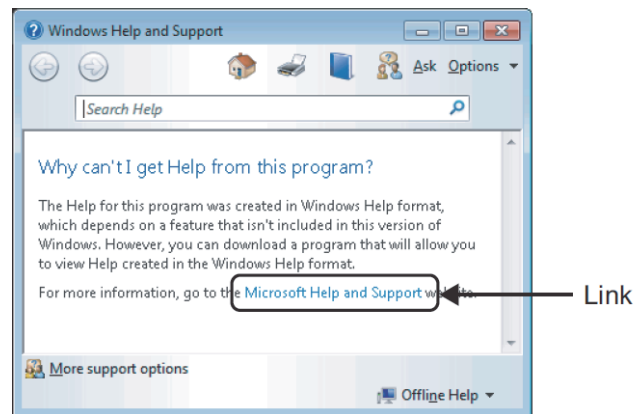 Windows Help and Support
Ask Options
Search Help
Why can't I get Help from this program?
The Help for this program was created in Windows Help format,
which depends on a feature that isn't included in this version of
Windows. However, you can download a program that will allow you
to view Help created in the Windows Help format.
For more information, go to the Microsoft Help and Support website.
Link
More support options
Offline Help